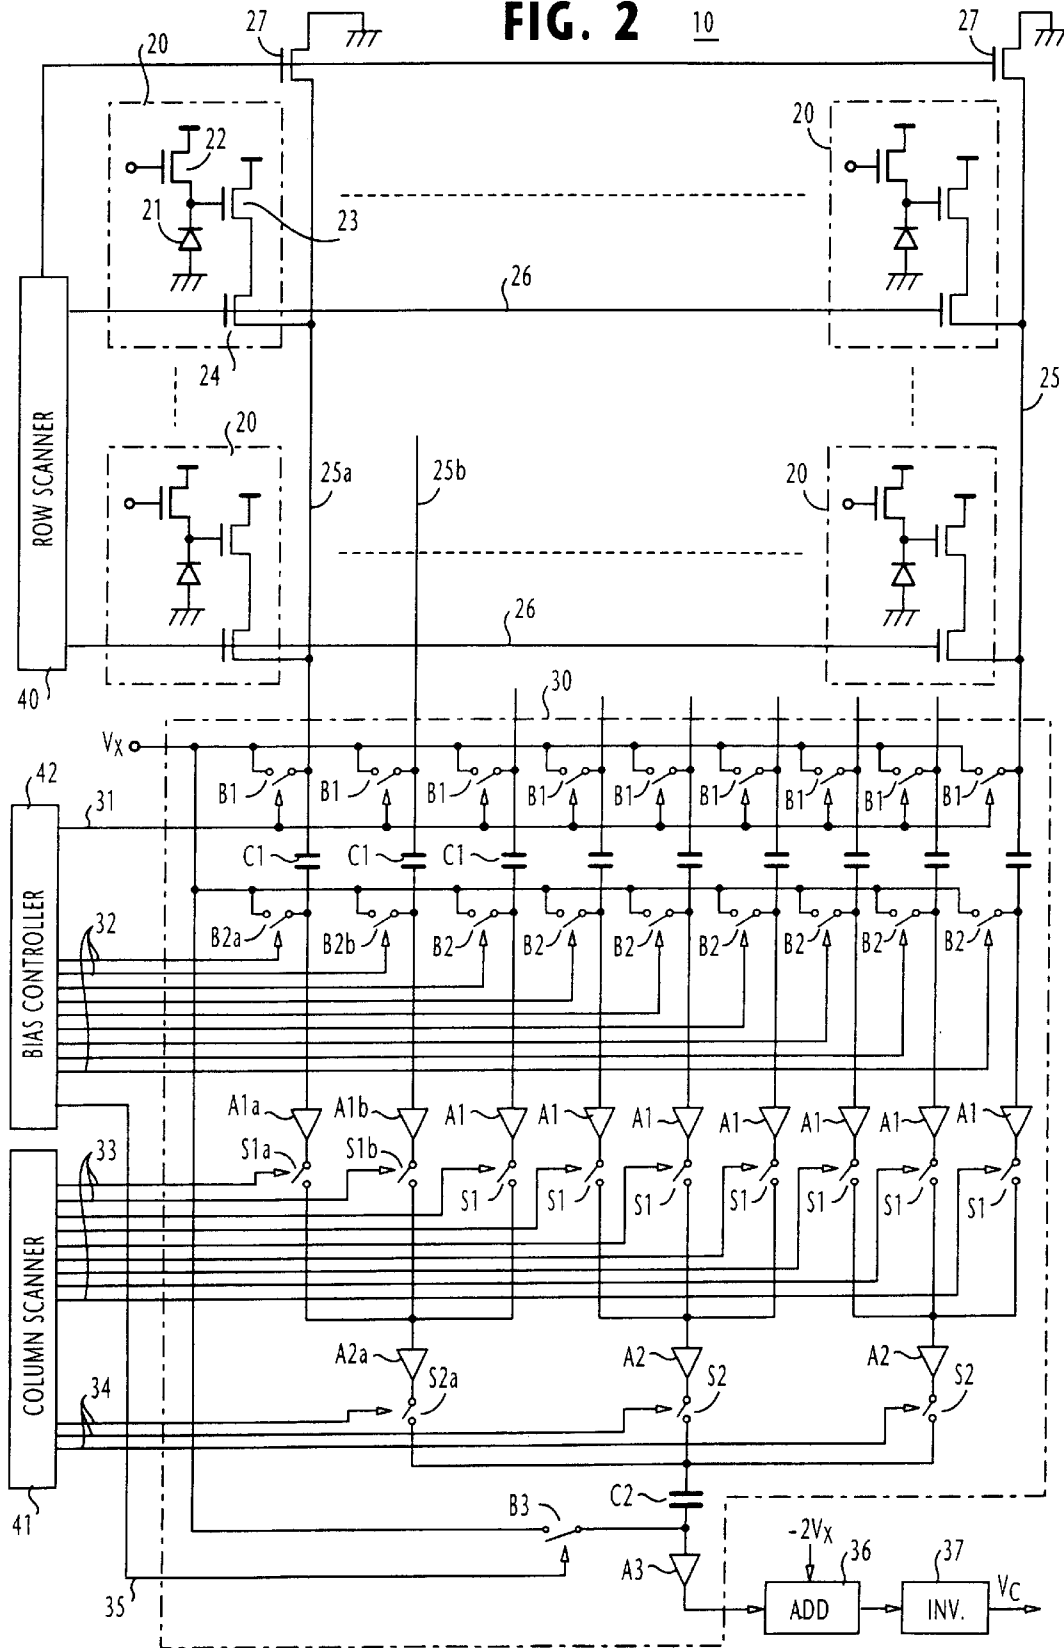 FIG. 2
10
27
27
20
20
22
21
23
26
24
25
ROW SCANNER
20
25a
25b
20
26
40
30
VX
42
B1
B1
B1
B1
B1
B1
B1
B1
B1
31
C1
C1
C1
BIAS CONTROLLER
32
B2a
B2b
B2
B2
B2
B2
B2
B2
B2
A1a
A1b
A1
A1
A1
A1
A1
A1
A1
33
S1a
S1b
S1
S1
S1
S1
S1
S1
S1
COLUMN SCANNER
A2a
A2
A2
34
S2a
S2
S2
41
C2
B3
-2VX
36
37
35
A3
ADD
INV.
VC